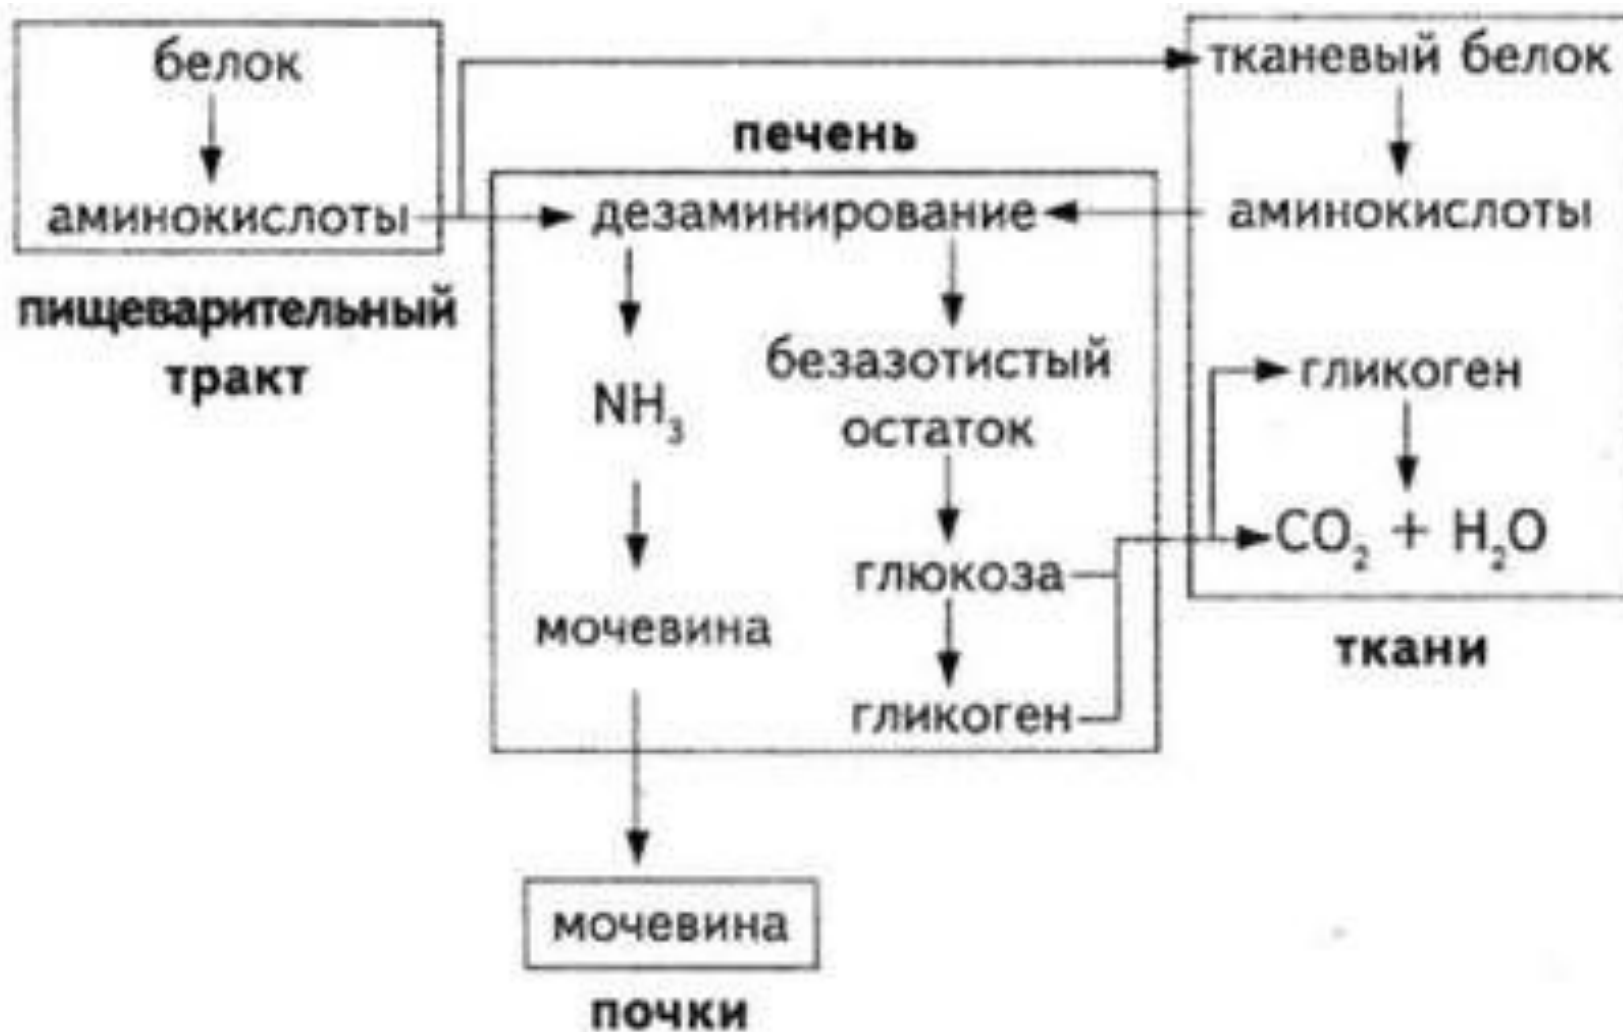 белок
аминокислоты
пищеварительный
тракт
печень
дезаминирование
NH₃
мочевина
безазотистый
остаток
глюкоза
гликоген
тканевый белок
аминокислоты
гликоген
CO₂ + H₂O
ткани
мочевина
почки